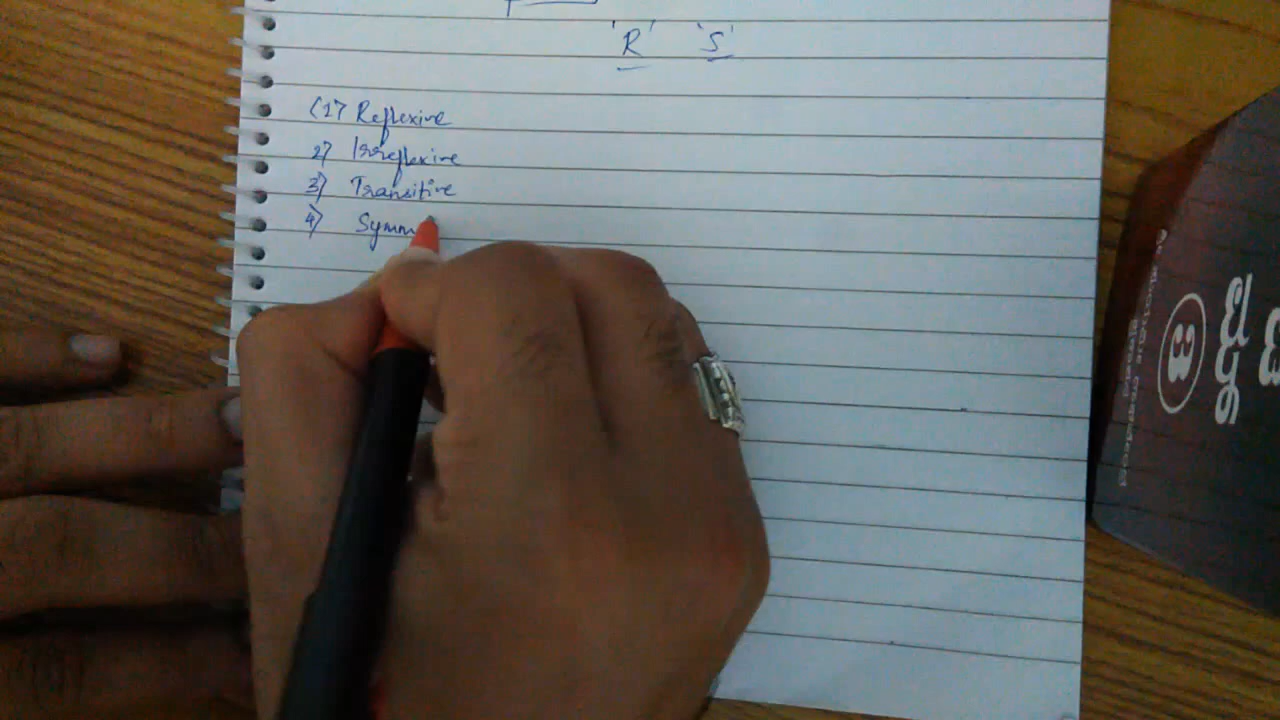 'R' 'S'
(1) Reflexive
2) Irreflexive
3) Transitive
4) Symm